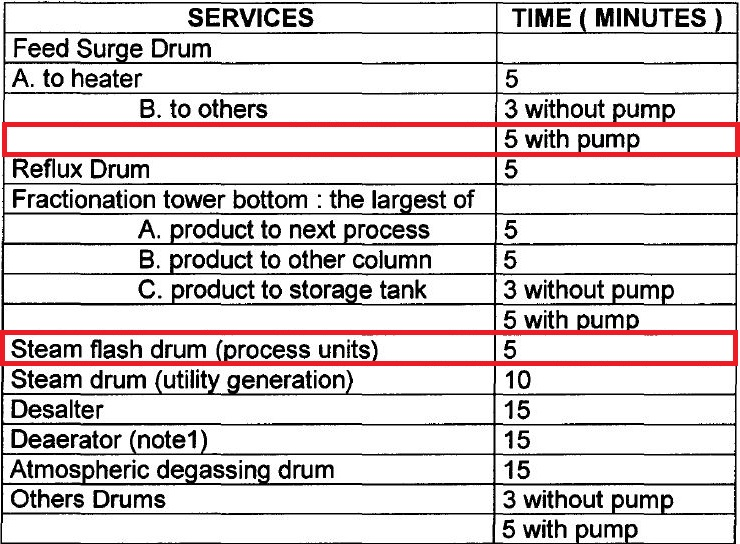 SERVICES TIME ( MINUTES )
Feed Surge Drum
A. to heater 5
B. to others 3 without pump
5 with pump
Reflux Drum 5
Fractionation tower bottom : the largest of
A. product to next process 5
B. product to other column 5
C. product to storage tank 3 without pump
5 with pump
Steam flash drum (process units) 5
Steam drum (utility generation) 10
Desalter 15
Deaerator (note1) 15
Atmospheric degassing drum 15
Others Drums 3 without pump
5 with pump